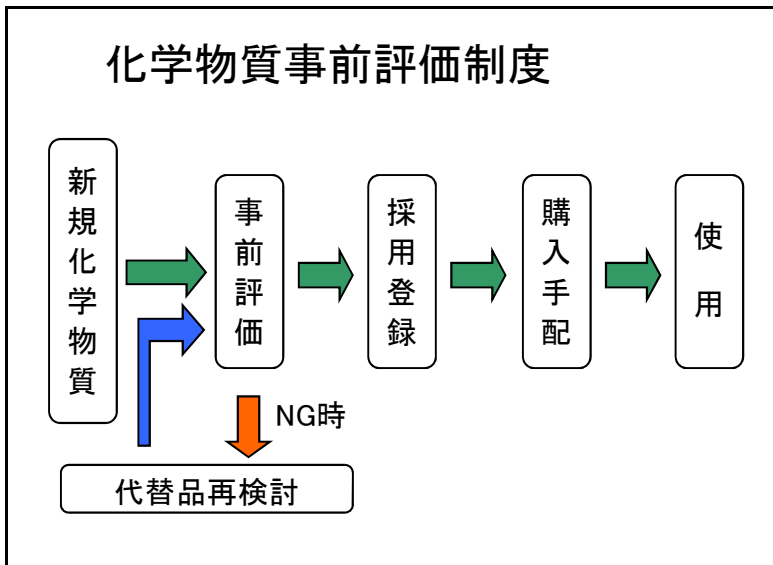 化学物質事前評価制度
新規化学物質
事前評価
採用登録
購入手配
使用
NG時
代替品再検討